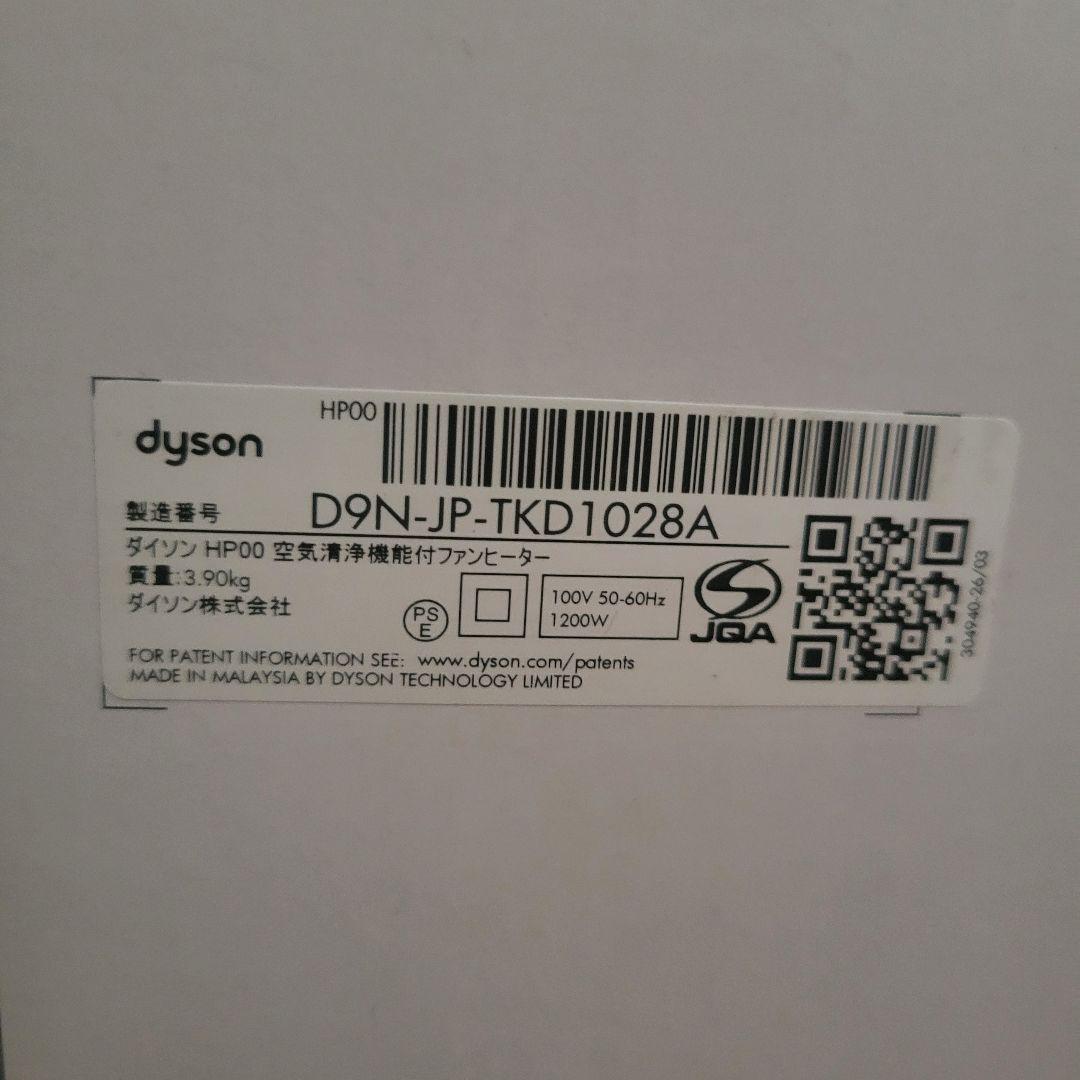 HP00
dyson
製造番号 D9N-JP-TKD1028A
ダイソン HP00 空気清浄機能付ファンヒーター
質量:3.90kg
ダイソン株式会社
PS
E
100V 50-60Hz
1200W
JQA
304940-26/03
FOR PATENT INFORMATION SEE: www.dyson.com/patents
MADE IN MALAYSIA BY DYSON TECHNOLOGY LIMITED